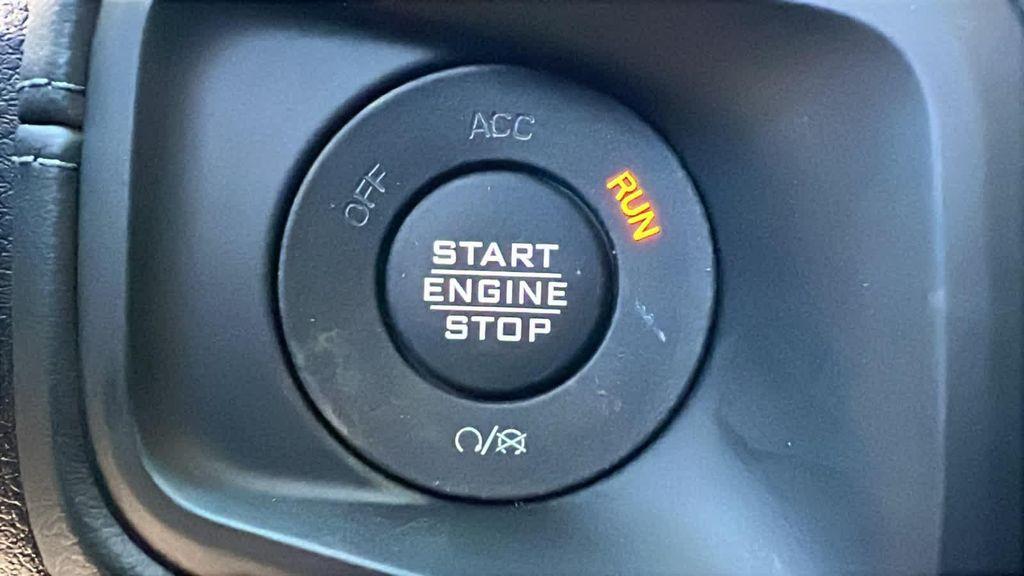 ACC
OFF
RUN
START
ENGINE
STOP